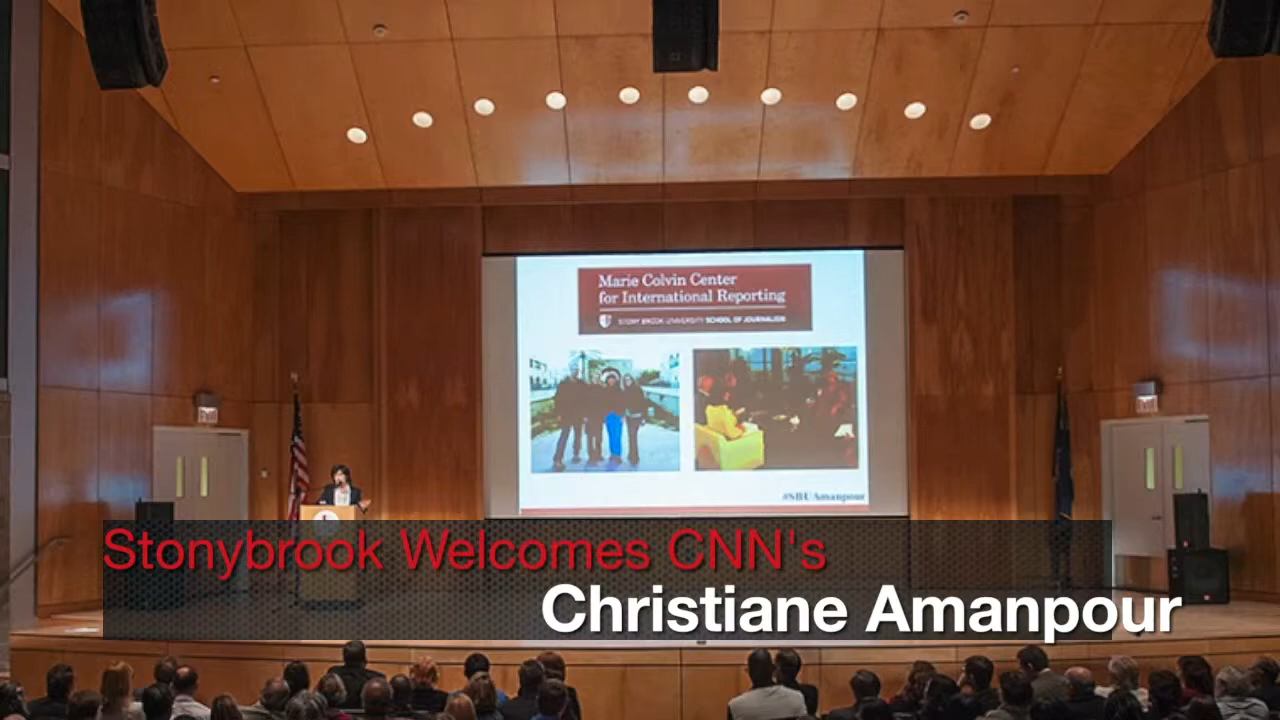 Marie Colvin Center
for International Reporting
STONY BROOK UNIVERSITY SCHOOL OF JOURNALISM
#SBUAmanpour
Stonybrook Welcomes CNN's
Christiane Amanpour